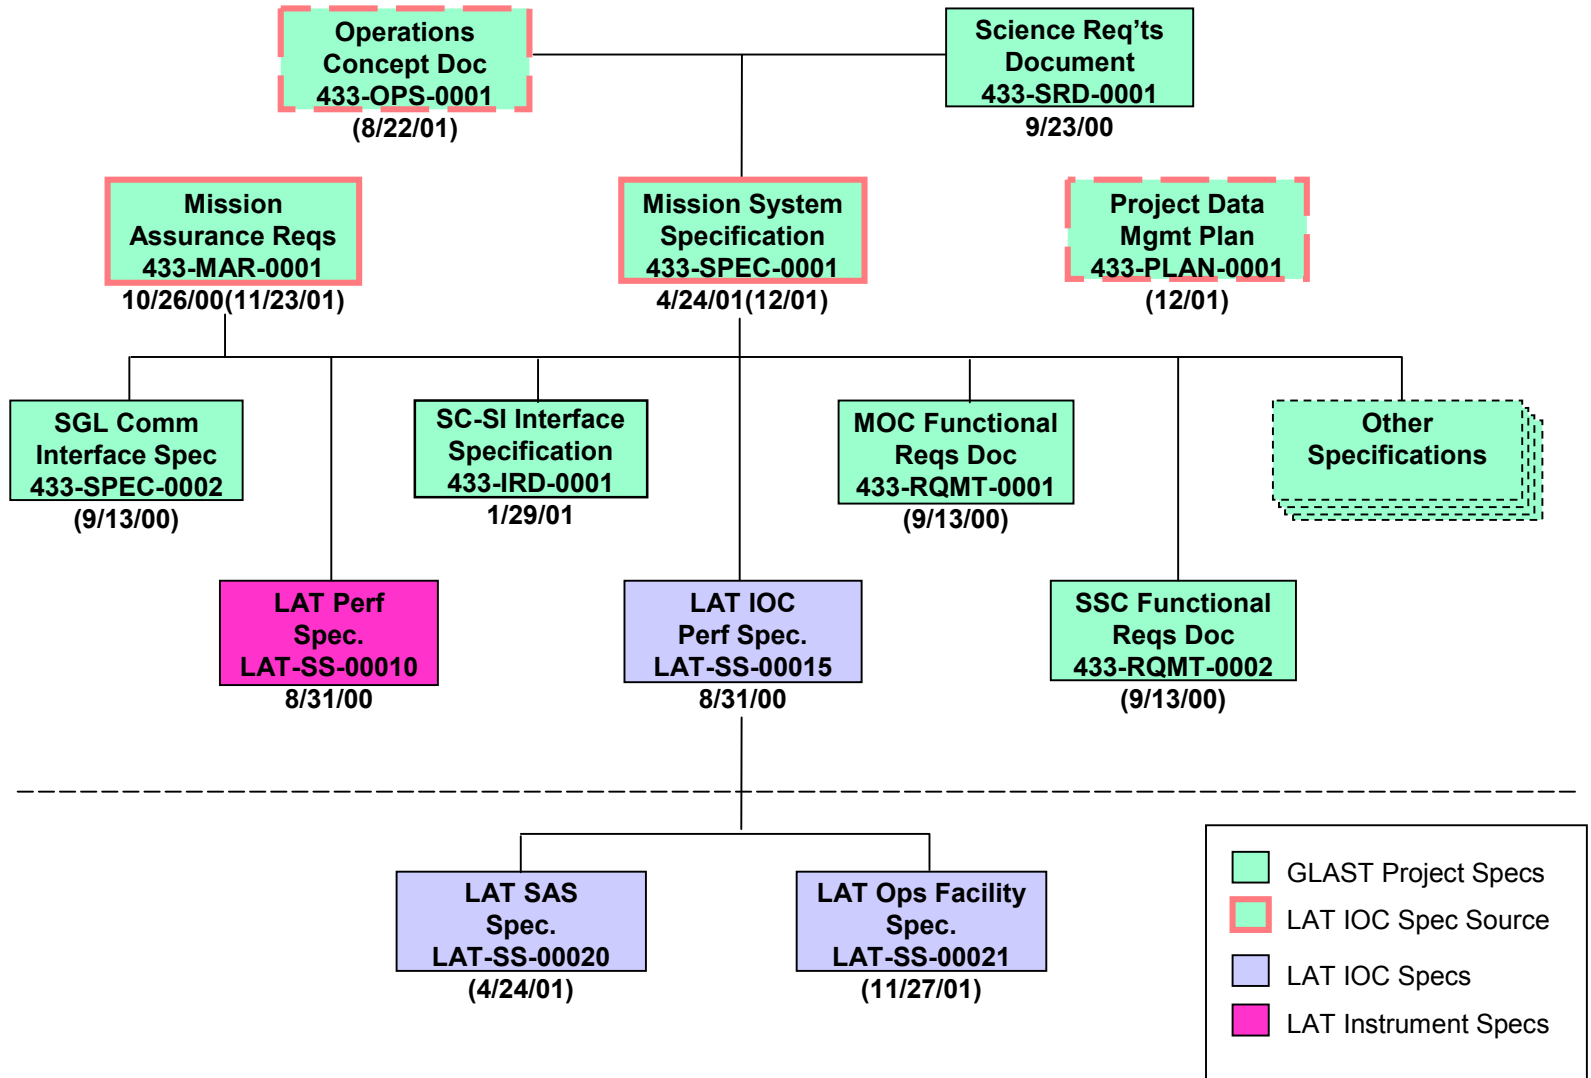 Operations
Concept Doc
433-OPS-0001
(8/22/01)
Science Req’ts
Document
433-SRD-0001
9/23/00
Mission
Assurance Reqs
433-MAR-0001
10/26/00(11/23/01)
Mission System
Specification
433-SPEC-0001
4/24/01(12/01)
Project Data
Mgmt Plan
433-PLAN-0001
(12/01)
SGL Comm
Interface Spec
433-SPEC-0002
(9/13/00)
SC-SI Interface
Specification
433-IRD-0001
1/29/01
MOC Functional
Reqs Doc
433-RQMT-0001
(9/13/00)
Other
Specifications
LAT Perf
Spec.
LAT-SS-00010
8/31/00
LAT IOC
Perf Spec.
LAT-SS-00015
8/31/00
SSC Functional
Reqs Doc
433-RQMT-0002
(9/13/00)
LAT SAS
Spec.
LAT-SS-00020
(4/24/01)
LAT Ops Facility
Spec.
LAT-SS-00021
(11/27/01)
GLAST Project Specs
LAT IOC Spec Source
LAT IOC Specs
LAT Instrument Specs